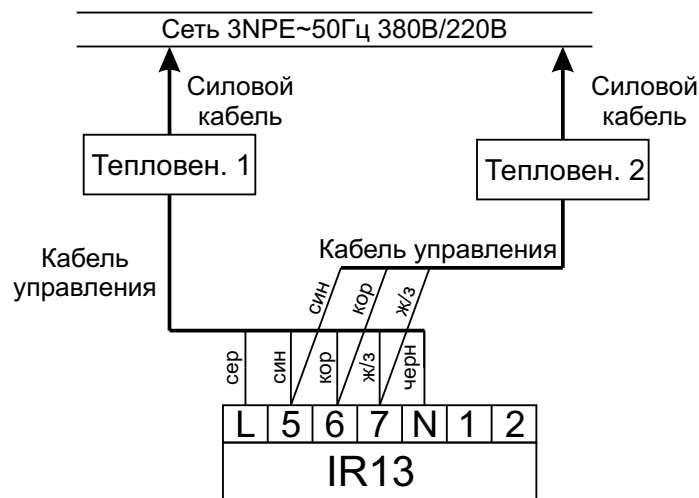 Сеть 3NPE~50Гц 380В/220В
Силовой
кабель
Силовой
кабель
Тепловен. 1
Тепловен. 2
Кабель
управления
Кабель управления
син
кор
ж/з
сер
син
кор
ж/з
черн
L 5 6 7 N 1 2
IR13